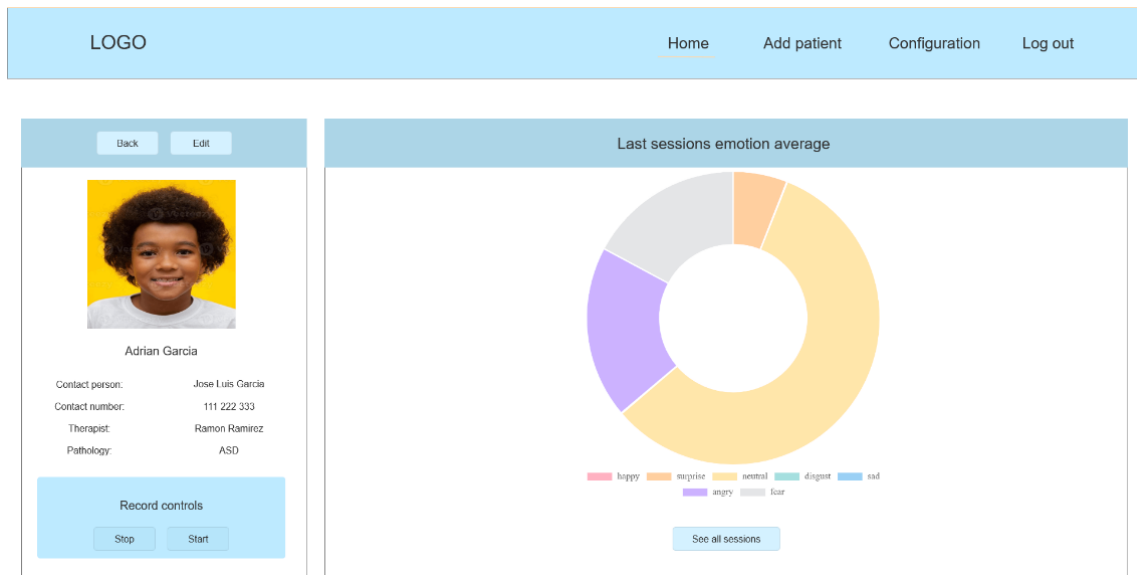 LOGO
Home
Add patient
Configuration
Log out
Back
Edit
Adrian Garcia
Contact person: Jose Luis Garcia
Contact number: 111 222 333
Therapist: Ramon Ramirez
Pathology: ASD
Record controls
Stop
Start
Last sessions emotion average
happy surprise neutral disgust sad
angry fear
See all sessions